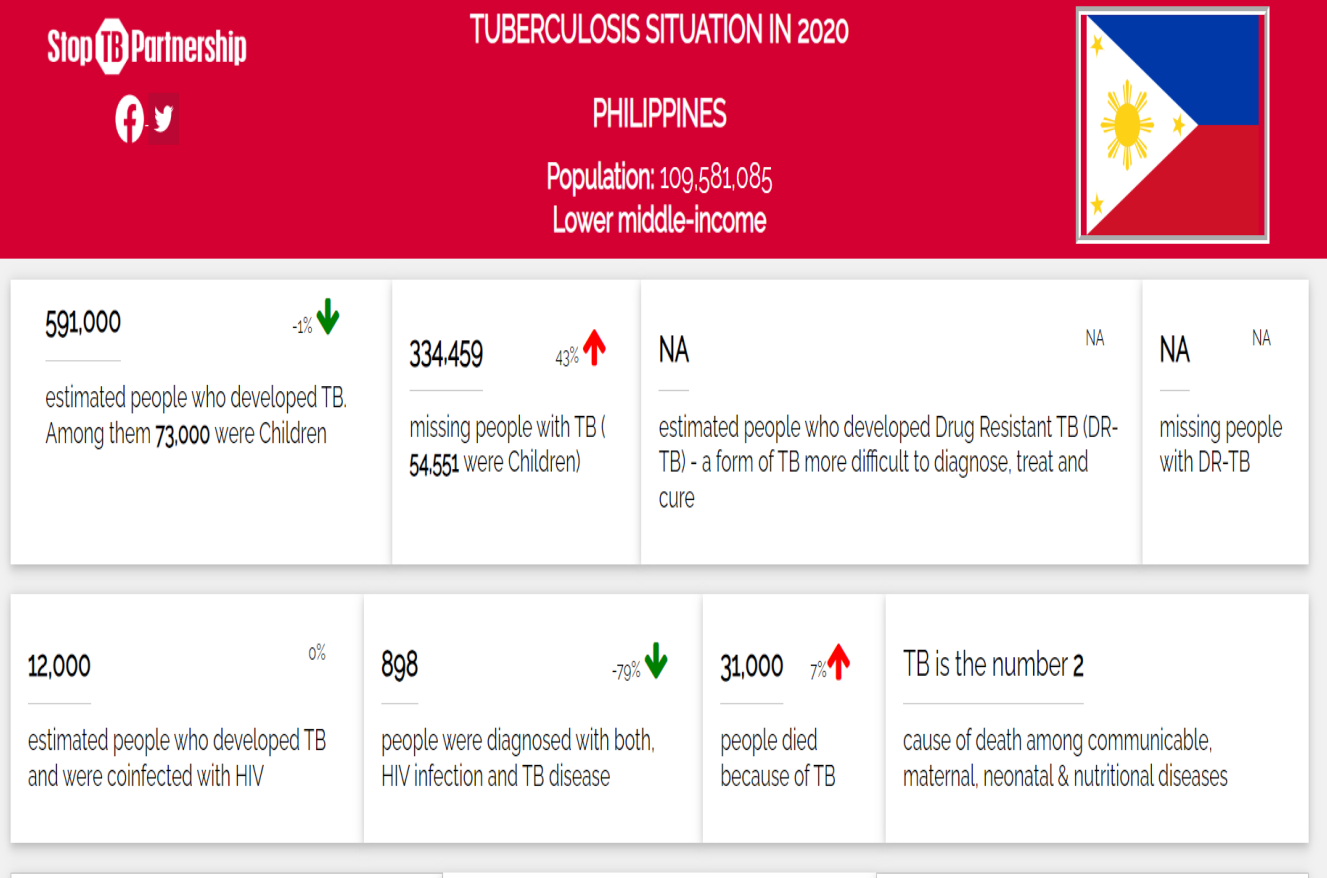 Stop TB Partnership
TUBERCULOSIS SITUATION IN 2020
PHILIPPINES
Population: 109,581,085
Lower middle-income
591,000
-1%
estimated people who developed TB.
Among them 73,000 were Children
334,459
43%
missing people with TB (
54,551 were Children)
NA
NA
estimated people who developed Drug Resistant TB (DR-
TB) - a form of TB more difficult to diagnose, treat and
cure
NA
NA
missing people
with DR-TB
12,000
0%
estimated people who developed TB
and were coinfected with HIV
898
-79%
people were diagnosed with both,
HIV infection and TB disease
31,000
7%
people died
because of TB
TB is the number 2
cause of death among communicable,
maternal, neonatal & nutritional diseases